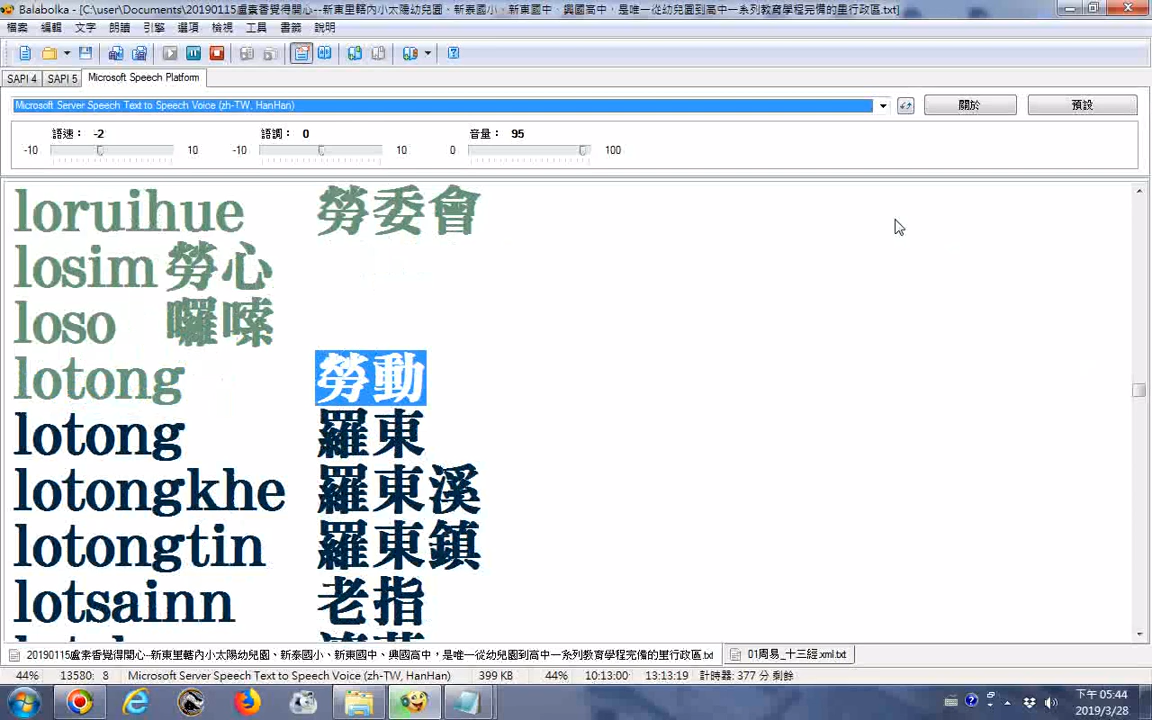 Balabolka - [C:\user\Documents\20190115盧素香覺得開心--新東里轄內小太陽幼兒園、新泰國小、新東國中、興國高中，是唯一從幼兒園到高中一系列教育學程完備的里行政區.txt]
檔案 編輯 文字 朗讀 引擎 選項 檢視 工具 書籤 說明
SAPI 4 SAPI 5 Microsoft Speech Platform
Microsoft Server Speech Text to Speech Voice (zh-TW, HanHan) 關於 預設
語速： -2 語調： 0 音量： 95
-10 10 -10 10 0 100
loruihue 勞委會
losim 勞心
loso 囉嗦
lotong 勞動
lotong 羅東
lotongkhe 羅東溪
lotongtin 羅東鎮
lotsainn 老指
20190115盧素香覺得開心--新東里轄內小太陽幼兒園、新泰國小、新東國中、興國高中，是唯一從幼兒園到高中一系列教育學程完備的里行政區.txt 01周易_十三經.xml.txt
44% 13580: 8 Microsoft Server Speech Text to Speech Voice (zh-TW, HanHan) 399 KB 44% 10:13:00 13:13:19 計時器: 377 分 剩餘
下午 05:44
2019/3/28